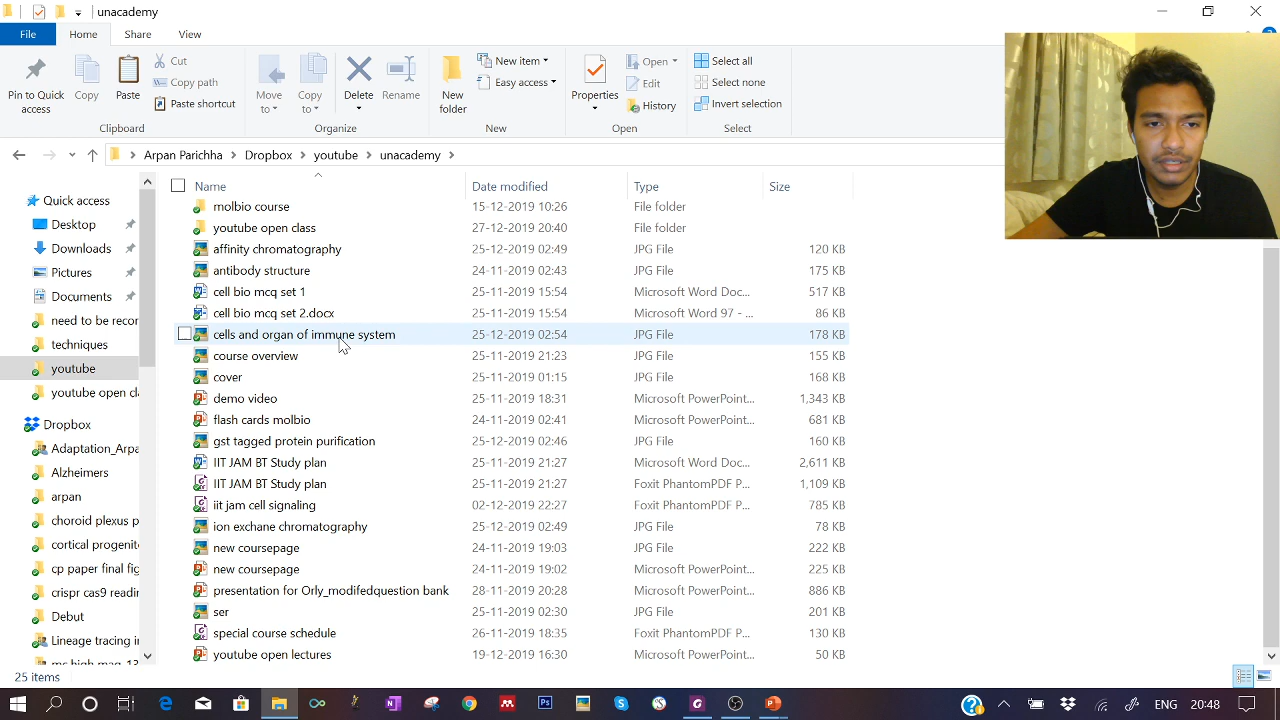 unacademy
File Home Share View
Pin to Quick access
Copy
Paste
Cut
Copy path
Paste shortcut
Clipboard
Move to
Copy to
Delete
Rename
Organize
New folder
New item
Easy access
New
Properties
Open
Edit
History
Open
Select all
Select none
Invert selection
Select
Arpan Parichha > Dropbox > youtube > unacademy >
Quick access
Desktop
Downloads
Pictures
Documents
need to be recor
techniques
youtube
youtube open cl
Dropbox
Adaptation_Arpa
Alzheimers
arpan
choroid plexus p
cortical progenit
cp paper final fig
crispr cas9 readin
Debut
Lineage tracing i
Name Date modified Type Size
molbio course 15-12-2019 10:26 File folder
youtube open class 27-12-2019 20:40 File folder
affinity chromatography 25-12-2019 02:49 JPG File 120 KB
antibody structure 24-11-2019 02:43 JPG File 175 KB
cell bio mcq set 1 25-11-2019 15:54 Microsoft Word Doc... 517 KB
cell bio mcq set 2.docx 25-11-2019 15:54 Microsoft Word 97 - ... 86 KB
cells and organ of immune system 25-12-2019 02:54 JPG File 178 KB
course overview 25-11-2019 21:23 JPG File 155 KB
cover 25-11-2019 01:15 JPG File 168 KB
demo video 25-11-2019 18:31 Microsoft PowerPoint... 1,343 KB
flash cards molbio 24-11-2019 02:41 Microsoft PowerPoint... 681 KB
gst tagged protein purification 25-12-2019 02:46 JPG File 160 KB
IIT JAM BT Study plan 25-11-2019 21:27 Microsoft Word Doc... 2,611 KB
IIT JAM BT Study plan 25-11-2019 21:27 Foxit PhantomPDF P... 1,109 KB
iit jam cell signaling 02-12-2019 22:27 Foxit PhantomPDF P... 785 KB
ion exchane chromatography 25-12-2019 02:49 JPG File 78 KB
new coursepage 24-11-2019 19:03 JPG File 222 KB
new coursepage 24-11-2019 19:02 Microsoft PowerPoint... 225 KB
presentation for Orly_modifedquestion bank 28-11-2019 20:28 Microsoft PowerPoint... 886 KB
ser 25-11-2019 02:30 JPG File 201 KB
special course schedule 26-11-2019 18:35 Foxit PhantomPDF P... 130 KB
youtube open lectures 19-12-2019 16:30 Microsoft PowerPoint... 50 KB
25 items
ENG 20:48